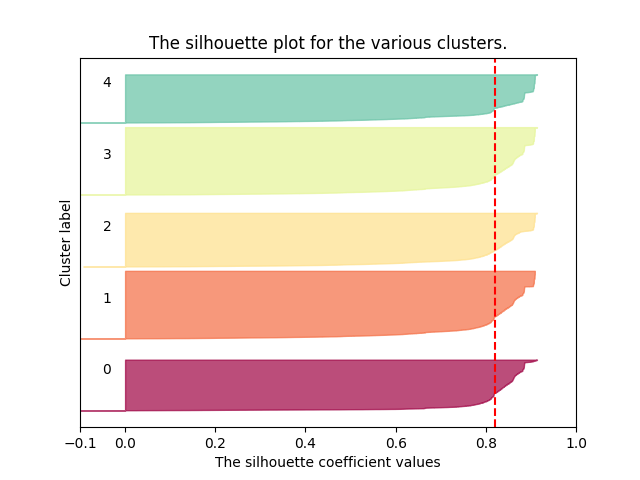 The silhouette plot for the various clusters.
4
3
2
1
0
Cluster label
−0.1 0.0 0.2 0.4 0.6 0.8 1.0
The silhouette coefficient values